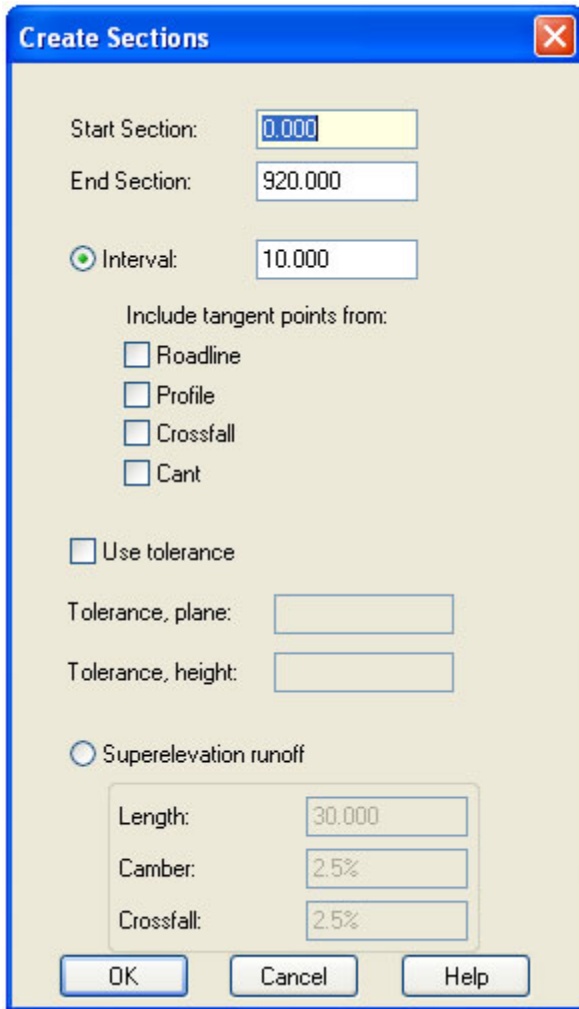 Create Sections
Start Section: 0.000
End Section: 920.000
Interval: 10.000
Include tangent points from:
Roadline
Profile
Crossfall
Cant
Use tolerance
Tolerance, plane:
Tolerance, height:
Superelevation runoff
Length: 30.000
Camber: 2.5%
Crossfall: 2.5%
OK Cancel Help